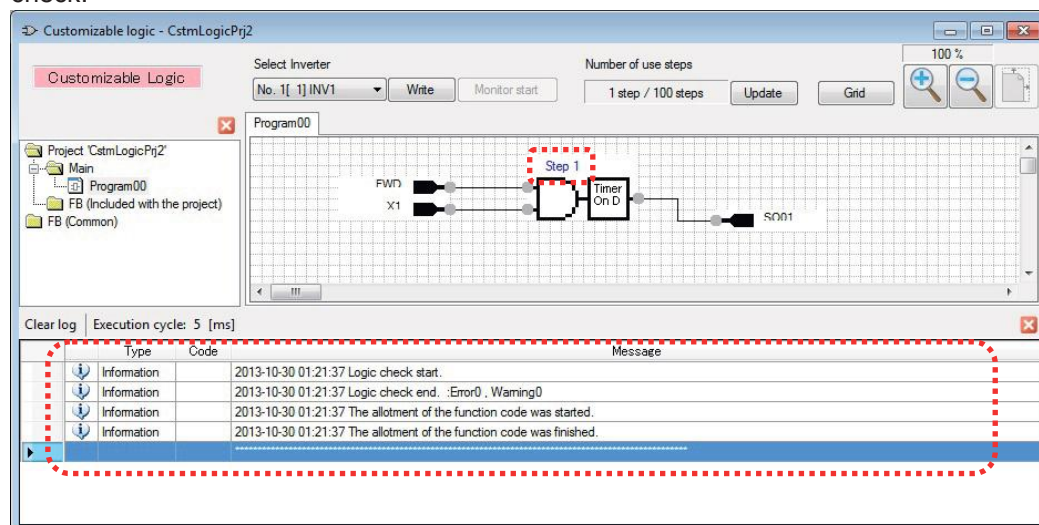 check.
Customizable logic - CstmLogicPrj2
Customizable Logic
Select Inverter
No. 1[ 1] INV1
Write
Monitor start
Number of use steps
1 step / 100 steps
Update
Grid
100 %
Program00
Project 'CstmLogicPrj2'
Main
Program00
FB (Included with the project)
FB (Common)
Step 1
FWD
X1
Timer
On D
SO01
Clear log
Execution cycle: 5 [ms]
Type Code Message
Information 2013-10-30 01:21:37 Logic check start.
Information 2013-10-30 01:21:37 Logic check end. :Error0 , Warning0
Information 2013-10-30 01:21:37 The allotment of the function code was started.
Information 2013-10-30 01:21:37 The allotment of the function code was finished.